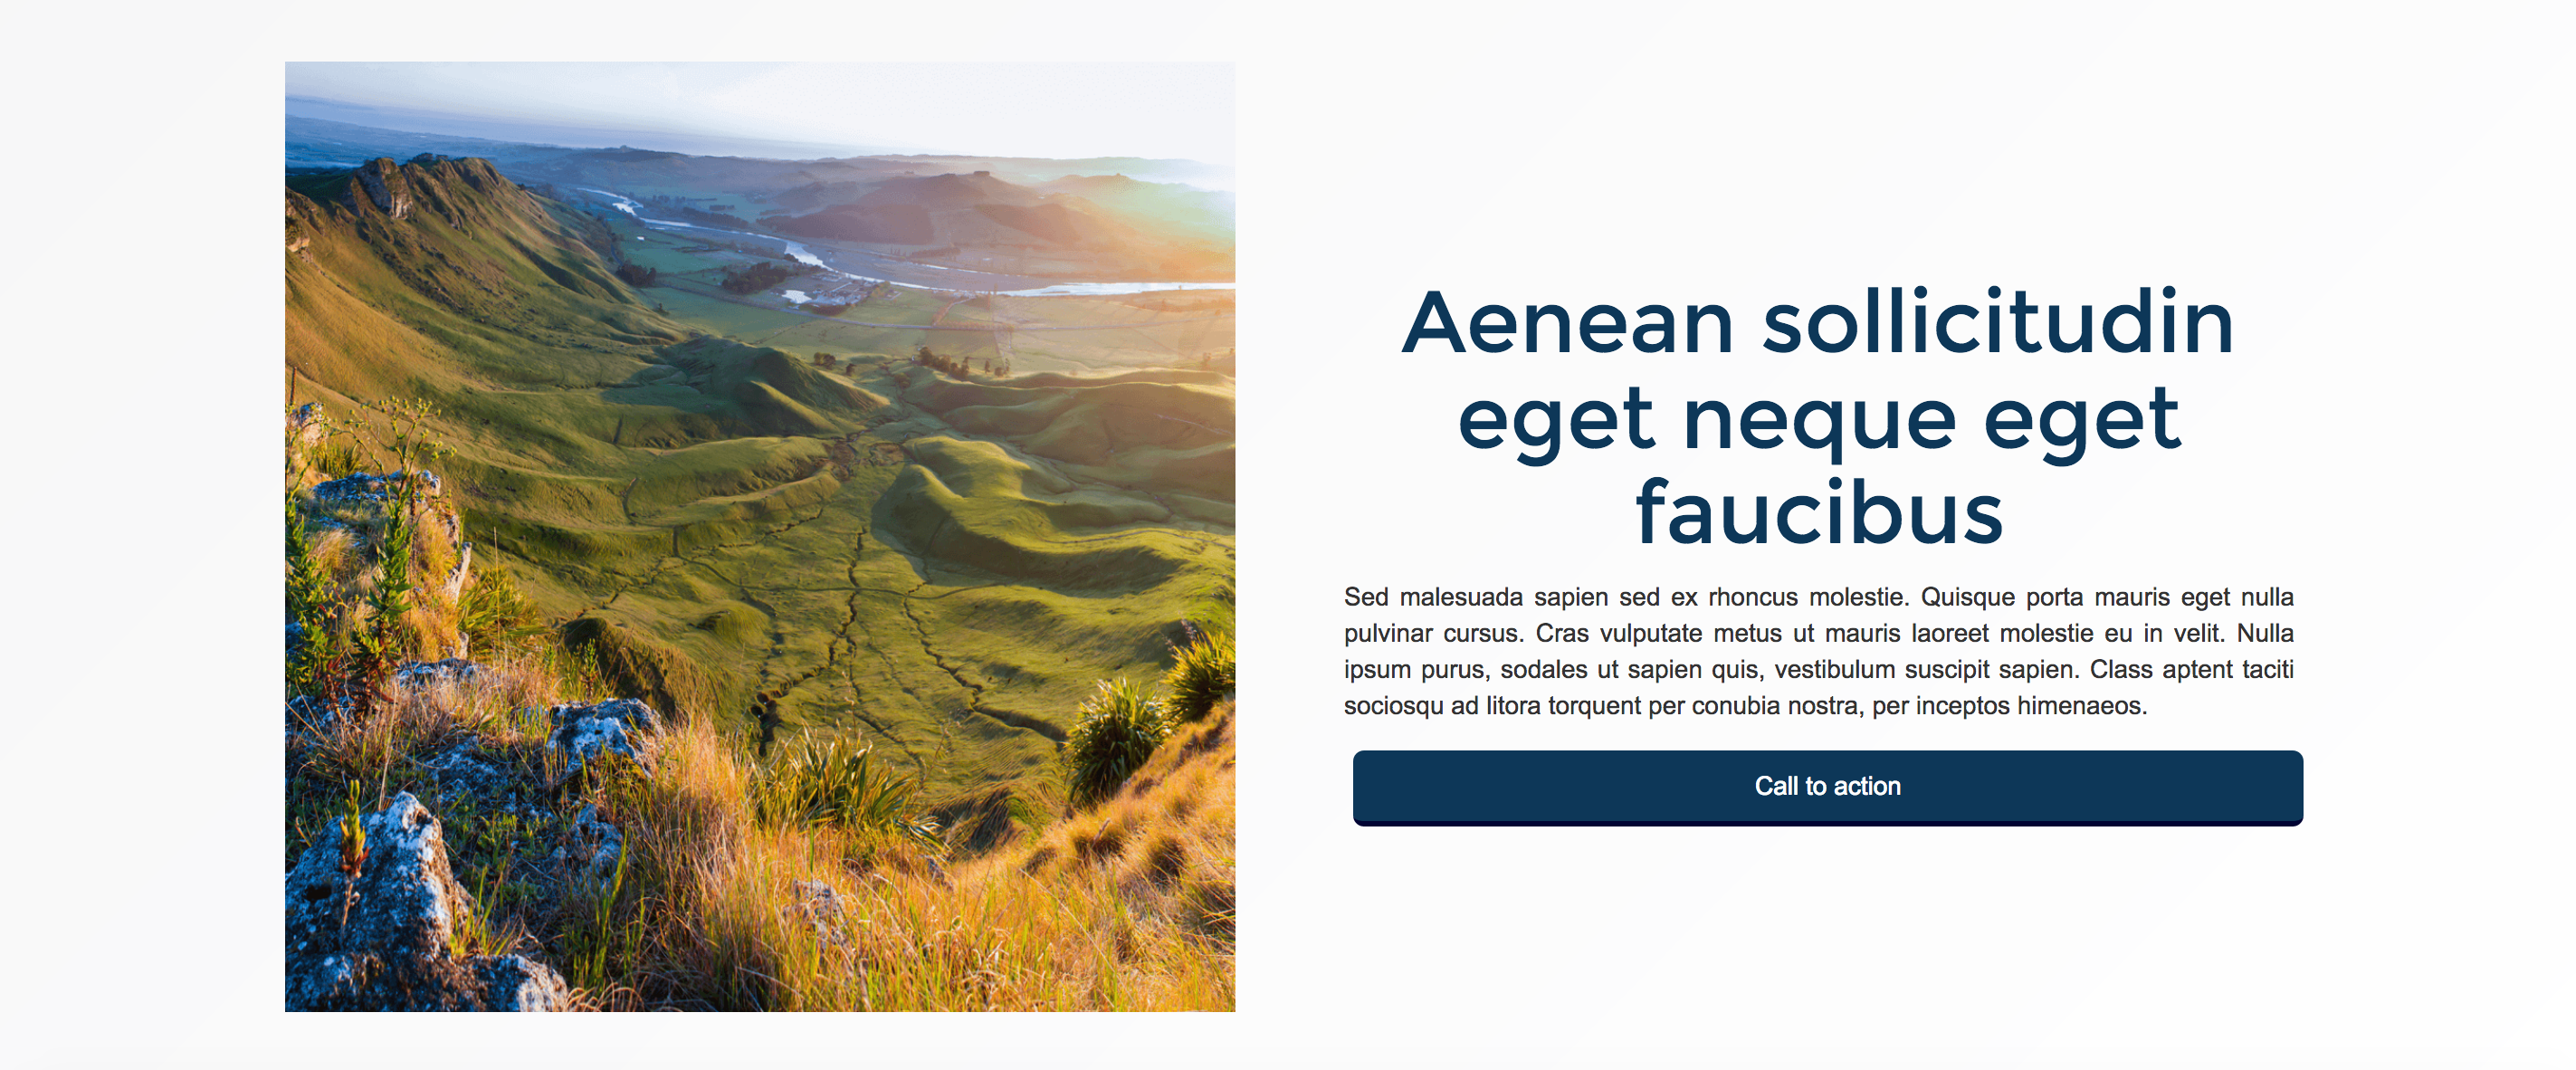 Aenean sollicitudin
eget neque eget
faucibus
Sed malesuada sapien sed ex rhoncus molestie. Quisque porta mauris eget nulla
pulvinar cursus. Cras vulputate metus ut mauris laoreet molestie eu in velit. Nulla
ipsum purus, sodales ut sapien quis, vestibulum suscipit sapien. Class aptent taciti
sociosqu ad litora torquent per conubia nostra, per inceptos himenaeos.
Call to action